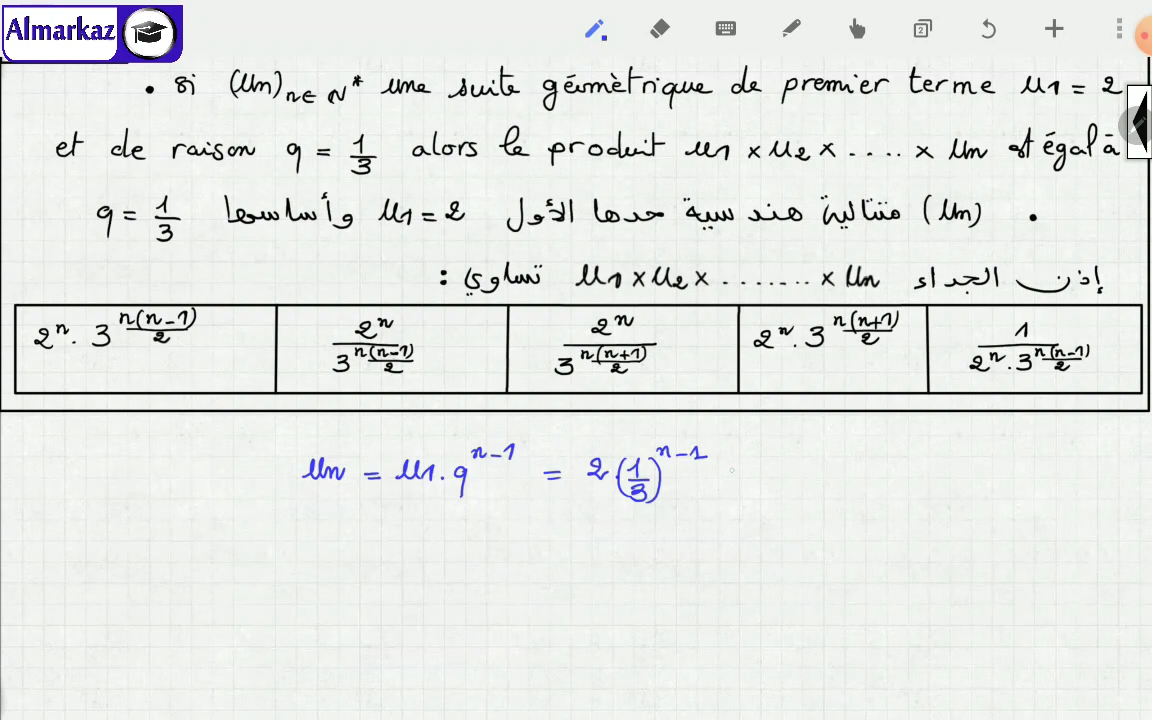 Almarkaz
• si (Un)n∈ℕ* une suite géométrique de premier terme U1 = 2
et de raison q = 1/3 alors le produit U1 × U2 × .... × Un est égal à
• (Un) متتالية هندسية حدها الأول U1 = 2 وأساسها q = 1/3
إذن الجداء U1 × U2 × ....... × Un تساوي :
2^n . 3^(n(n-1)/2) 2^n / 3^(n(n-1)/2) 2^n / 3^(n(n+1)/2) 2^n . 3^(n(n+1)/2) 1 / (2^n . 3^(n(n-1)/2))
Un = U1 . q^(n-1) = 2 . (1/3)^(n-1)